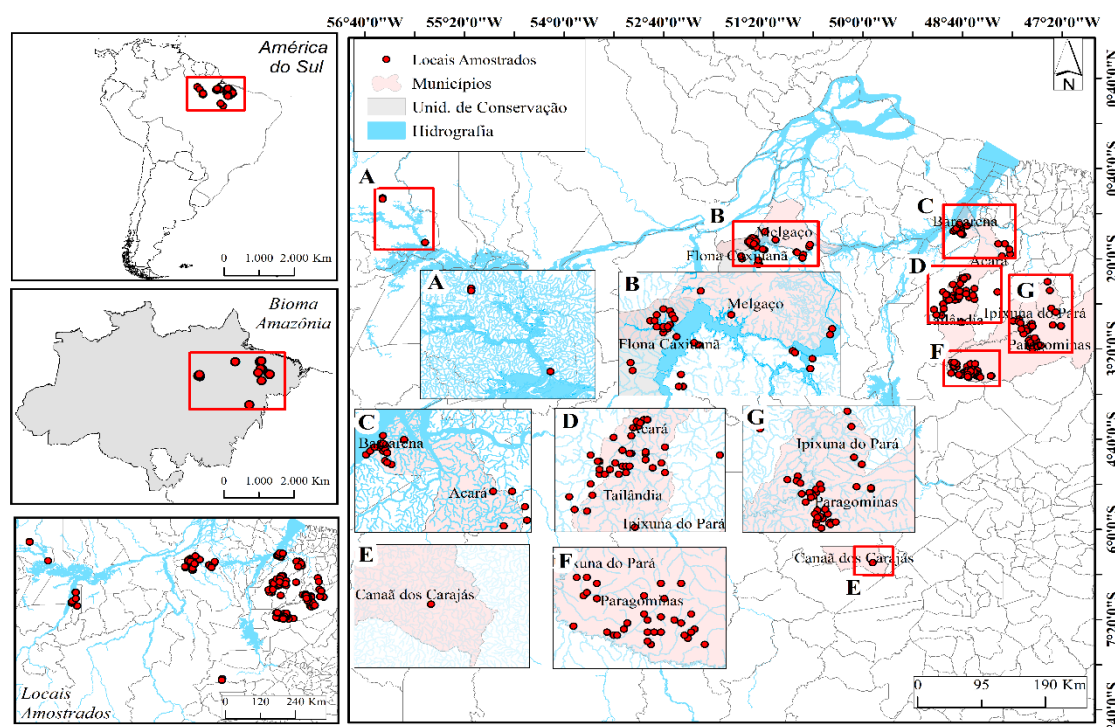 América
do Sul
0 1.000 2.000 Km
Bioma
Amazônia
0 1.000 2.000 Km
Locais
Amostrados
0 120 240 Km
56°40'0"W 55°20'0"W 54°0'0"W 52°40'0"W 51°20'0"W 50°0'0"W 48°40'0"W 47°20'0"W
Locais Amostrados
Municípios
Unid. de Conservação
Hidrografia
N
A
B
Melgaço
Flona Caxiuanã
C
Barcarena
Acará
D
Tailândia
G
Ipixuna do Pará
Paragominas
F
A
B
Melgaço
Flona Caxiuanã
C
Barcarena
Acará
D
Acará
Tailândia
Ipixuna do Pará
G
Ipixuna do Pará
Paragominas
E
Canaã dos Carajás
F
xuna do Pará
Paragominas
Canaã dos Carajás
E
0 95 190 Km